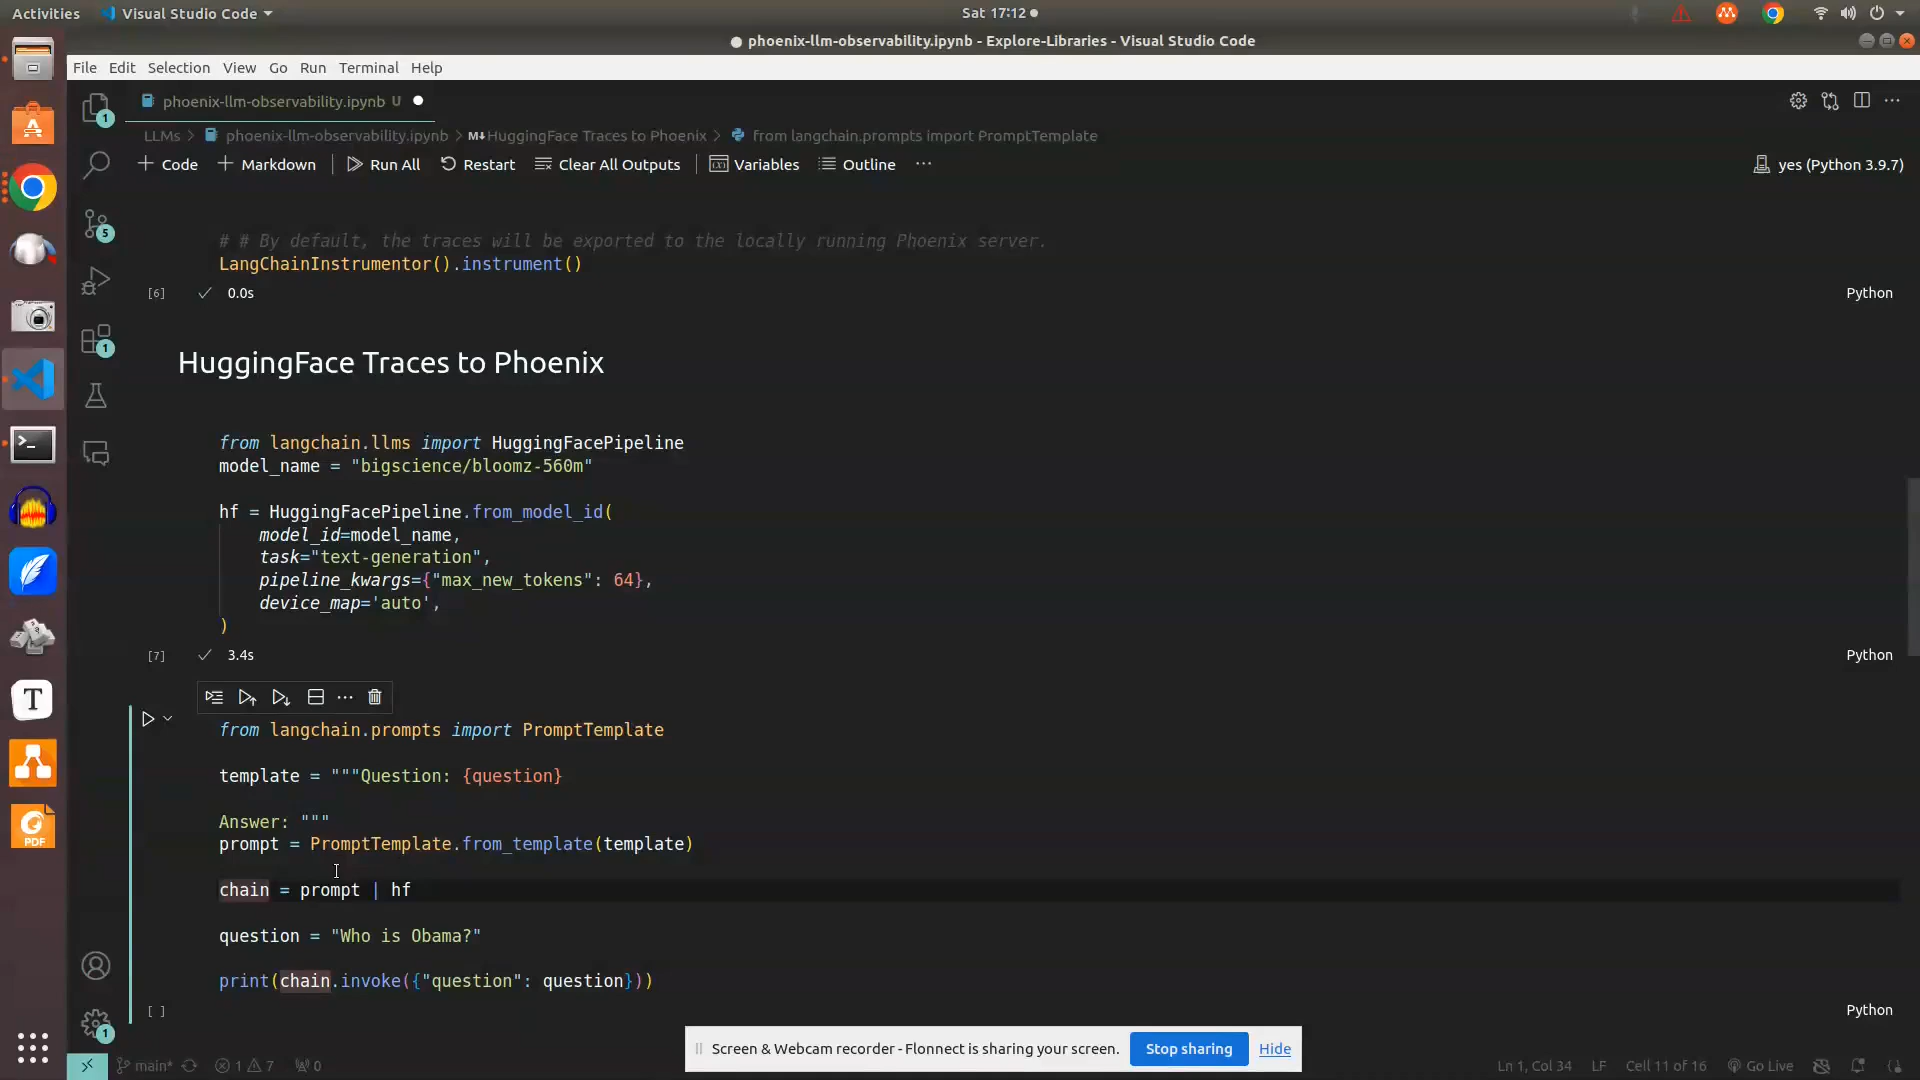 Activities Visual Studio Code Sat 17:12
phoenix-llm-observability.ipynb - Explore-Libraries - Visual Studio Code
File Edit Selection View Go Run Terminal Help
phoenix-llm-observability.ipynb U
LLMs > phoenix-llm-observability.ipynb > M↓HuggingFace Traces to Phoenix > from langchain.prompts import PromptTemplate
+ Code + Markdown Run All Restart Clear All Outputs Variables Outline ··· yes (Python 3.9.7)
# # By default, the traces will be exported to the locally running Phoenix server.
LangChainInstrumentor().instrument()
[6] ✓ 0.0s Python
HuggingFace Traces to Phoenix
from langchain.llms import HuggingFacePipeline
model_name = "bigscience/bloomz-560m"
hf = HuggingFacePipeline.from_model_id(
model_id=model_name,
task="text-generation",
pipeline_kwargs={"max_new_tokens": 64},
device_map='auto',
)
[7] ✓ 3.4s Python
from langchain.prompts import PromptTemplate
template = """Question: {question}
Answer: """
prompt = PromptTemplate.from_template(template)
chain = prompt | hf
question = "Who is Obama?"
print(chain.invoke({"question": question}))
[ ] Python
Screen & Webcam recorder - Flonnect is sharing your screen. Stop sharing Hide
main* 1 7 0 Ln 1, Col 34 LF Cell 11 of 16 Go Live
1
5
1
1
T
PDF